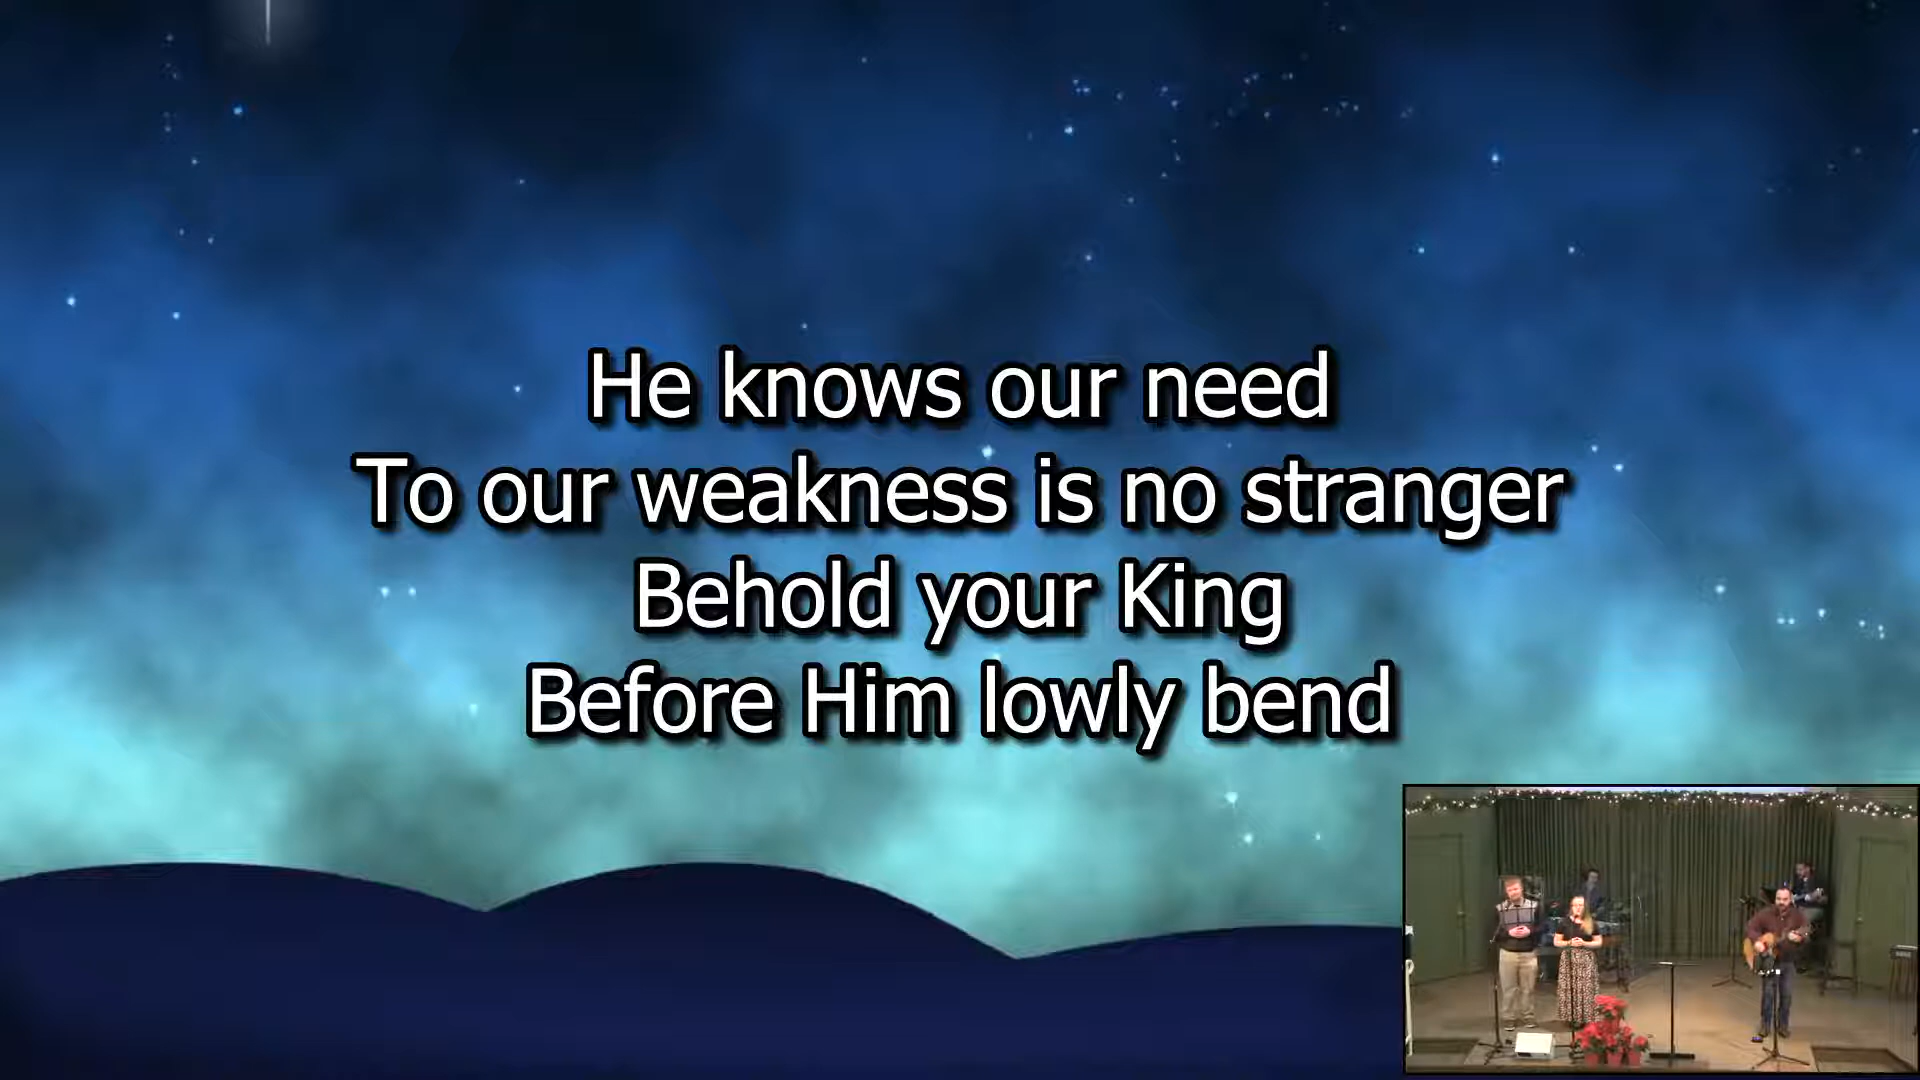 He knows our need
To our weakness is no stranger
Behold your King
Before Him lowly bend